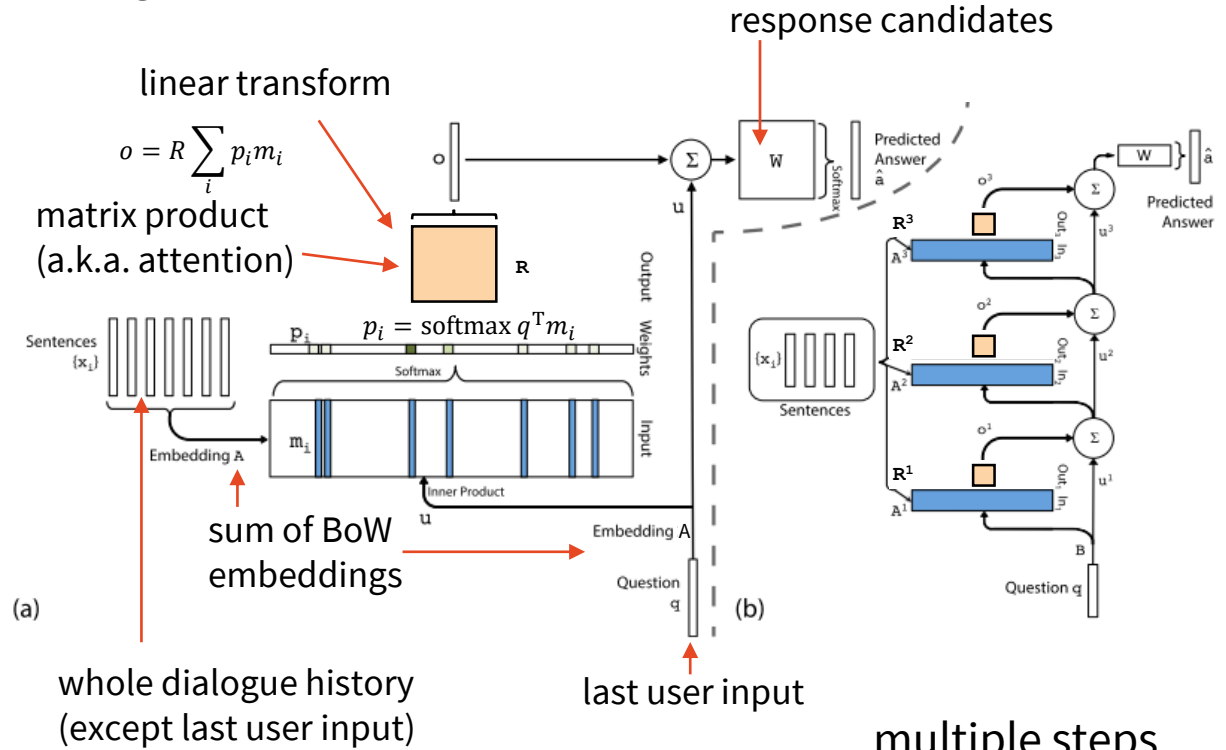 response candidates
linear transform
o = R ∑ᵢ pᵢmᵢ
matrix product
(a.k.a. attention)
o
Σ
W
Softmax
Predicted
Answer
â
u
R
Output
Weights
pᵢ
pᵢ = softmax qᵀmᵢ
Softmax
Sentences
{xᵢ}
mᵢ
Input
Embedding A
Inner Product
u
sum of BoW
embeddings
Embedding A
Question
q
(a)
whole dialogue history
(except last user input)
last user input
W
â
Predicted
Answer
Σ
o³
R³
A³
Out₃ In₃
u³
Σ
o²
R²
A²
Out₂ In₂
u²
{xᵢ}
Sentences
Σ
o¹
R¹
A¹
Out₁ In₁
u¹
B
Question q
(b)
multiple steps